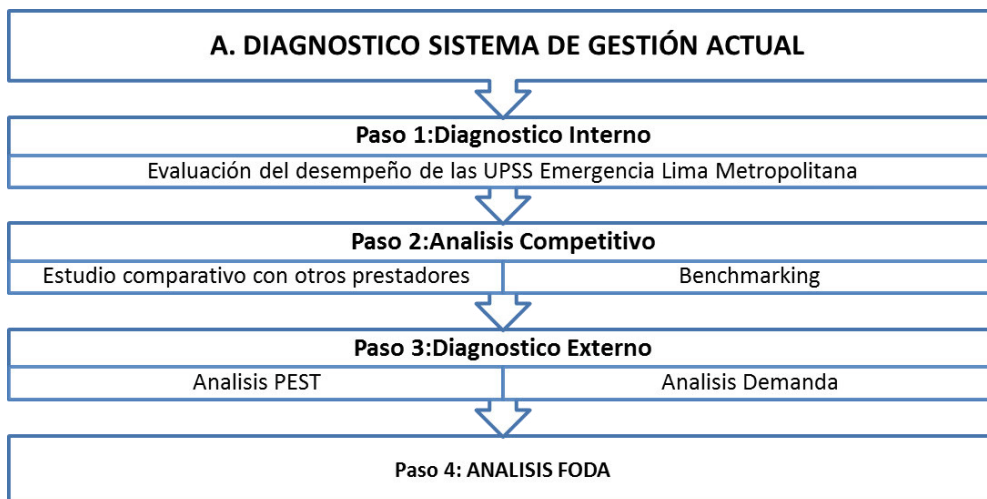 A. DIAGNOSTICO SISTEMA DE GESTIÓN ACTUAL
Paso 1:Diagnostico Interno
Evaluación del desempeño de las UPSS Emergencia Lima Metropolitana
Paso 2:Analisis Competitivo
Estudio comparativo con otros prestadores
Benchmarking
Paso 3:Diagnostico Externo
Analisis PEST
Analisis Demanda
Paso 4: ANALISIS FODA